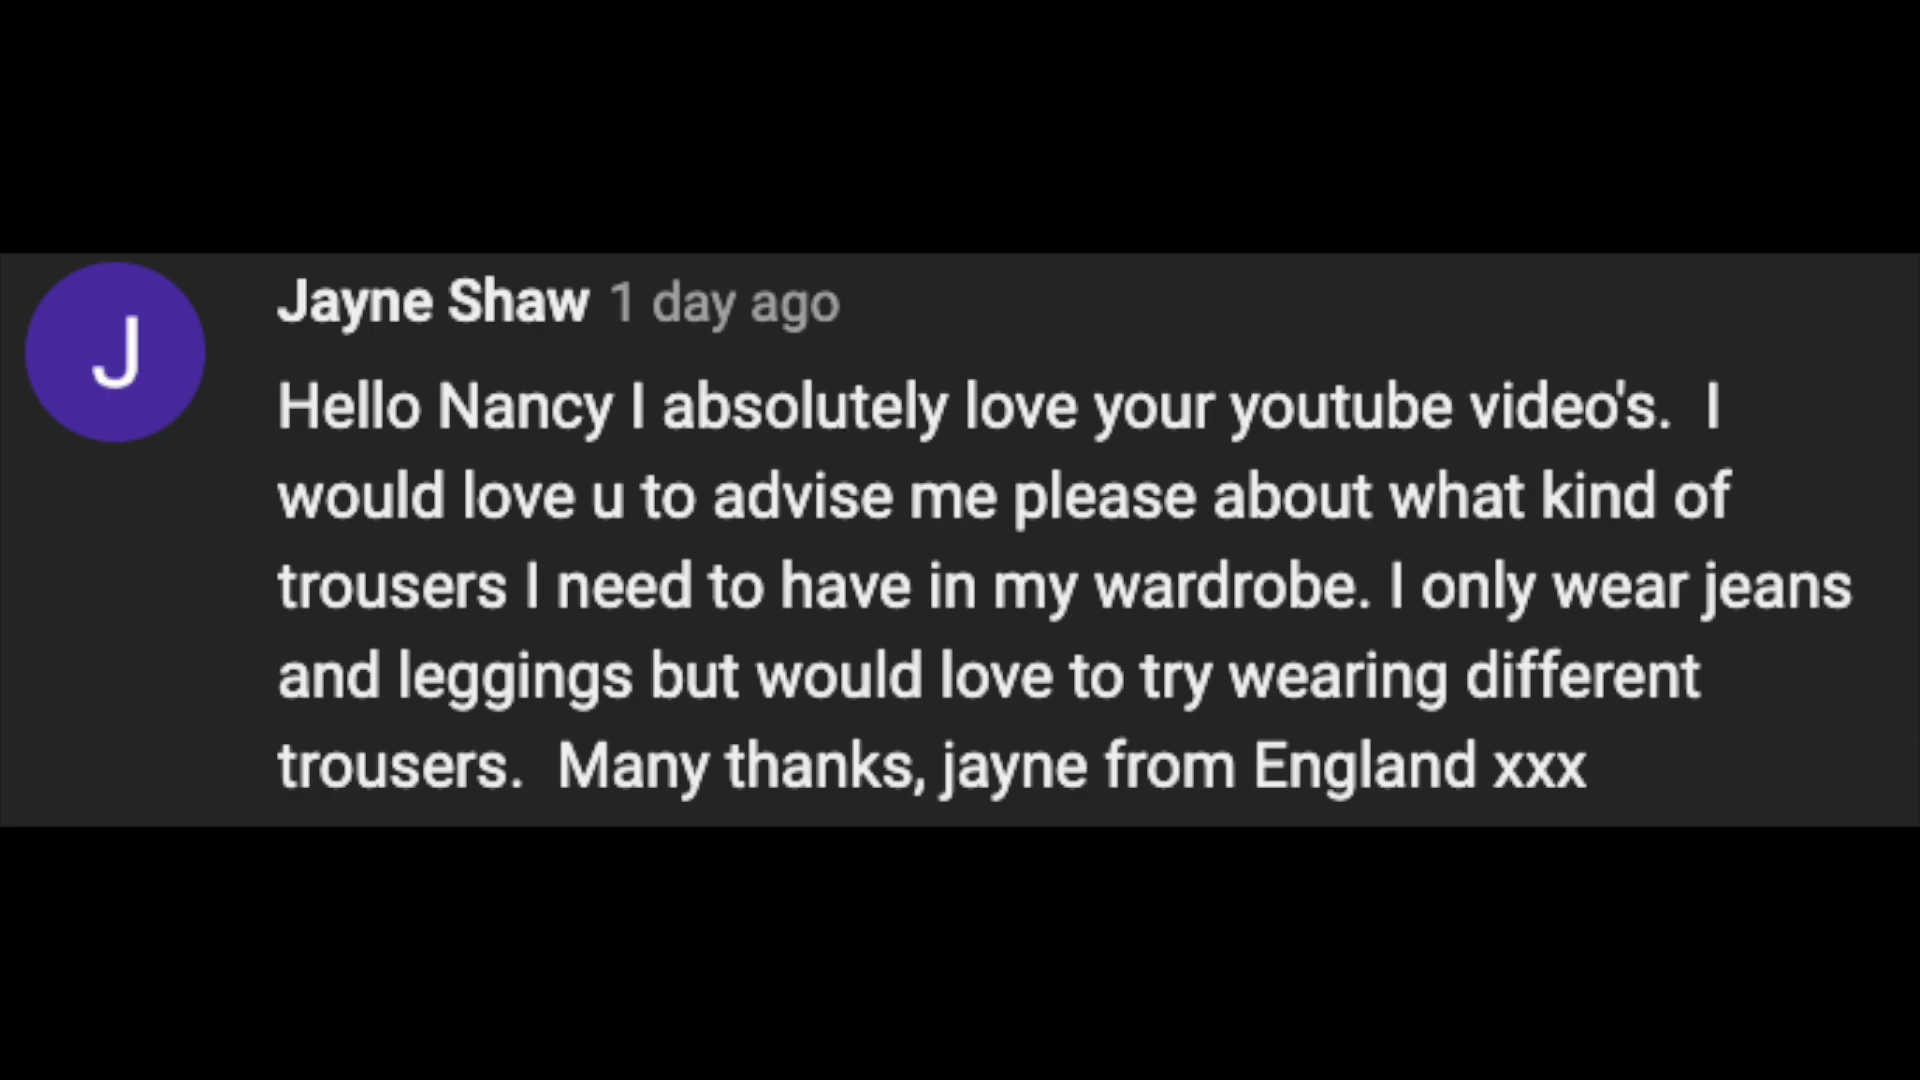 J
Jayne Shaw 1 day ago
Hello Nancy I absolutely love your youtube video's.  I
would love u to advise me please about what kind of
trousers I need to have in my wardrobe. I only wear jeans
and leggings but would love to try wearing different
trousers.  Many thanks, jayne from England xxx